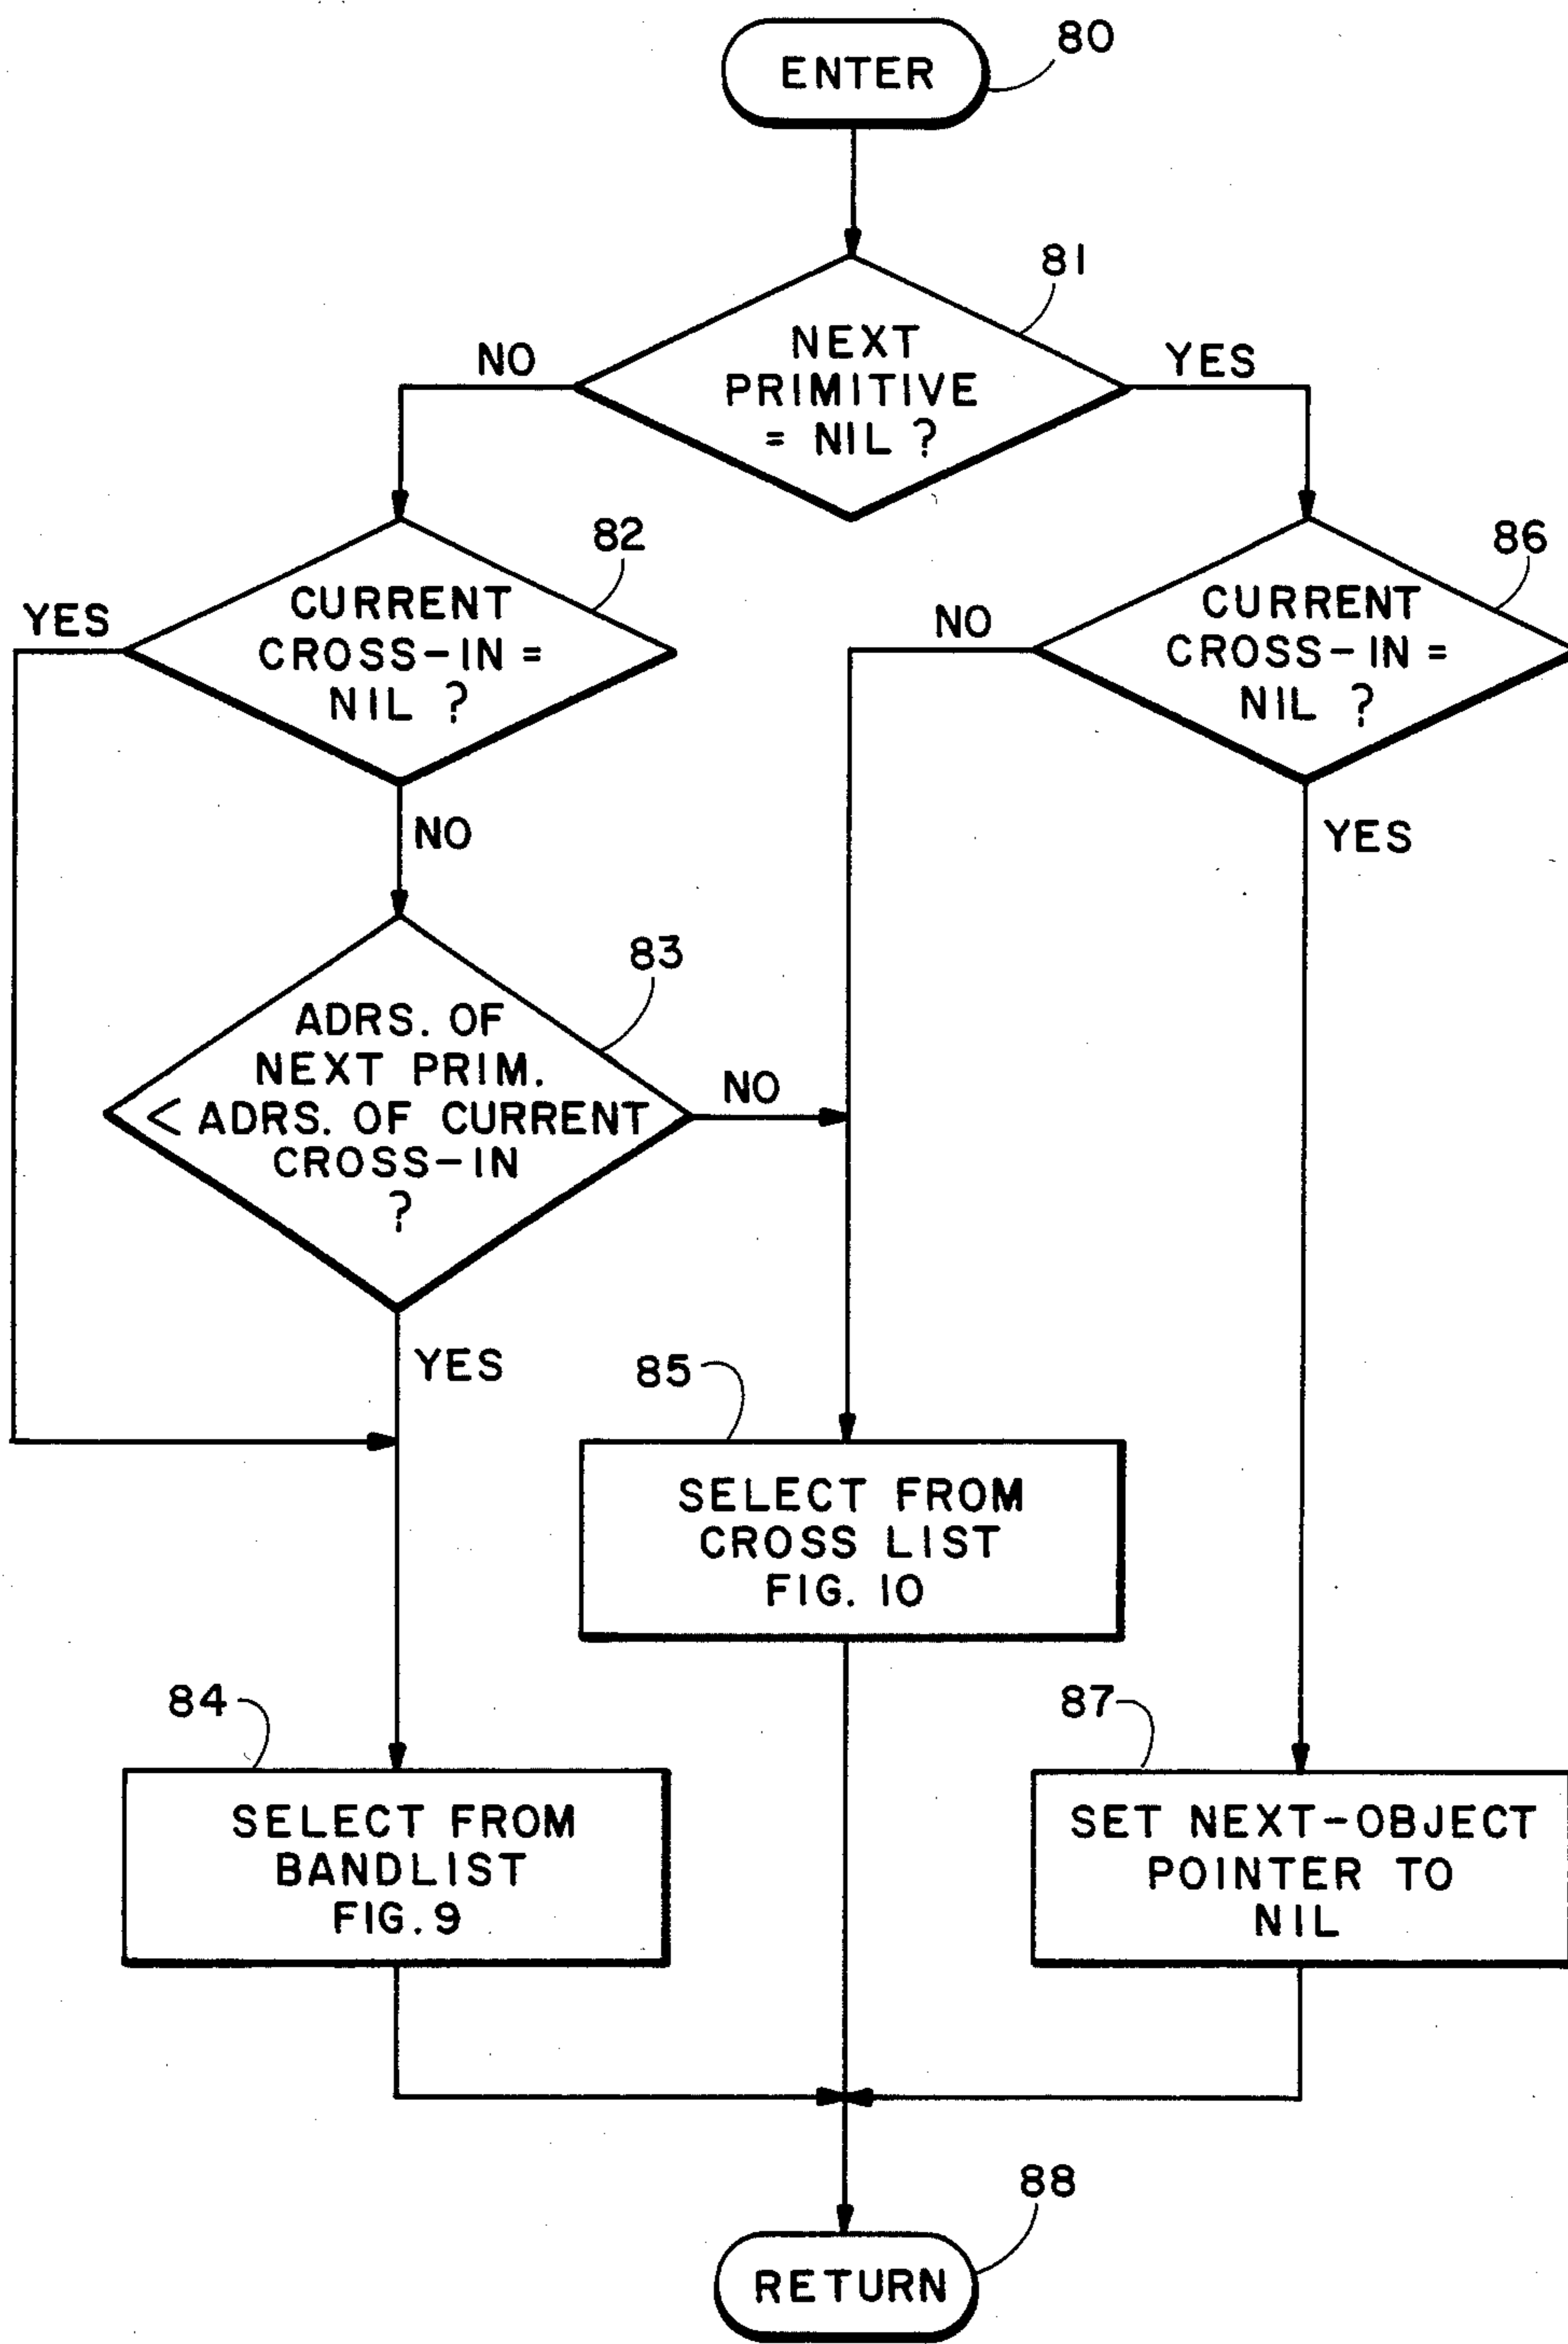 ENTER
80
81
NEXT
PRIMITIVE
= NIL ?
NO
YES
82
CURRENT
CROSS-IN =
NIL ?
YES
NO
86
CURRENT
CROSS-IN =
NIL ?
NO
YES
83
ADRS. OF
NEXT PRIM.
< ADRS. OF CURRENT
CROSS-IN
?
NO
YES
85
SELECT FROM
CROSS LIST
FIG. 10
84
SELECT FROM
BANDLIST
FIG. 9
87
SET NEXT-OBJECT
POINTER TO
NIL
88
RETURN